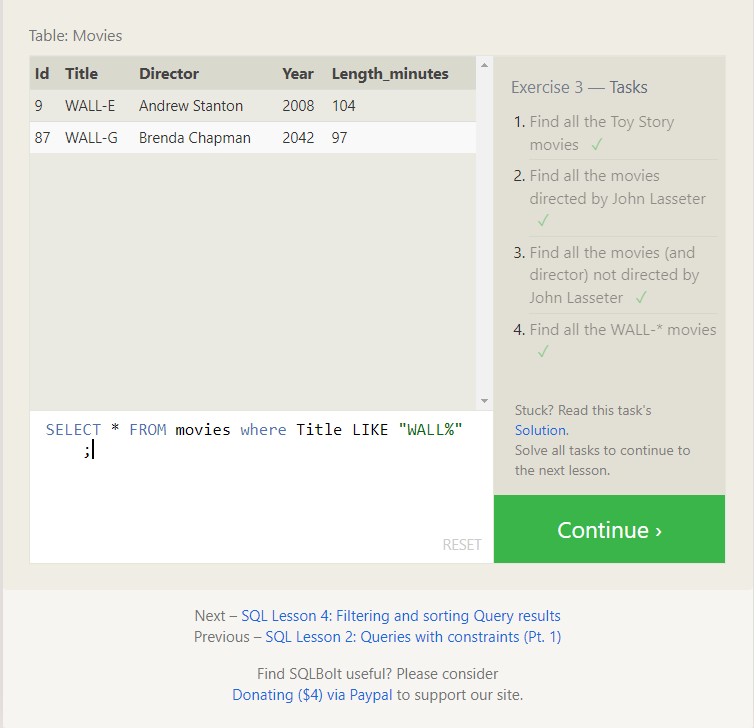 Table: Movies
Id Title Director Year Length_minutes
9 WALL-E Andrew Stanton 2008 104
87 WALL-G Brenda Chapman 2042 97
SELECT * FROM movies where Title LIKE "WALL%"
;
RESET
Exercise 3 — Tasks
1. Find all the Toy Story
movies ✓
2. Find all the movies
directed by John Lasseter
✓
3. Find all the movies (and
director) not directed by
John Lasseter ✓
4. Find all the WALL-* movies
✓
Stuck? Read this task's
Solution.
Solve all tasks to continue to
the next lesson.
Continue ›
Next – SQL Lesson 4: Filtering and sorting Query results
Previous – SQL Lesson 2: Queries with constraints (Pt. 1)
Find SQLBolt useful? Please consider
Donating ($4) via Paypal to support our site.